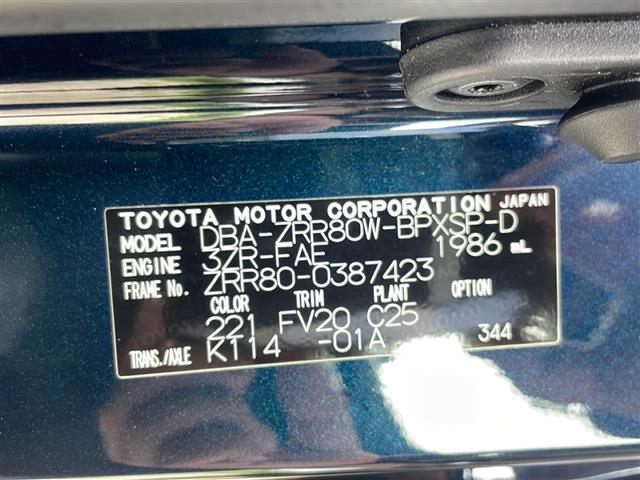 TOYOTA MOTOR CORPORATION JAPAN
MODEL DBA-ZRR80W-BPXSP-D
ENGINE 3ZR-FAE 1986 mL
FRAME No. ZRR80-0387423
COLOR TRIM PLANT OPTION
221 FV20 C25
TRANS./AXLE K114 -01A 344